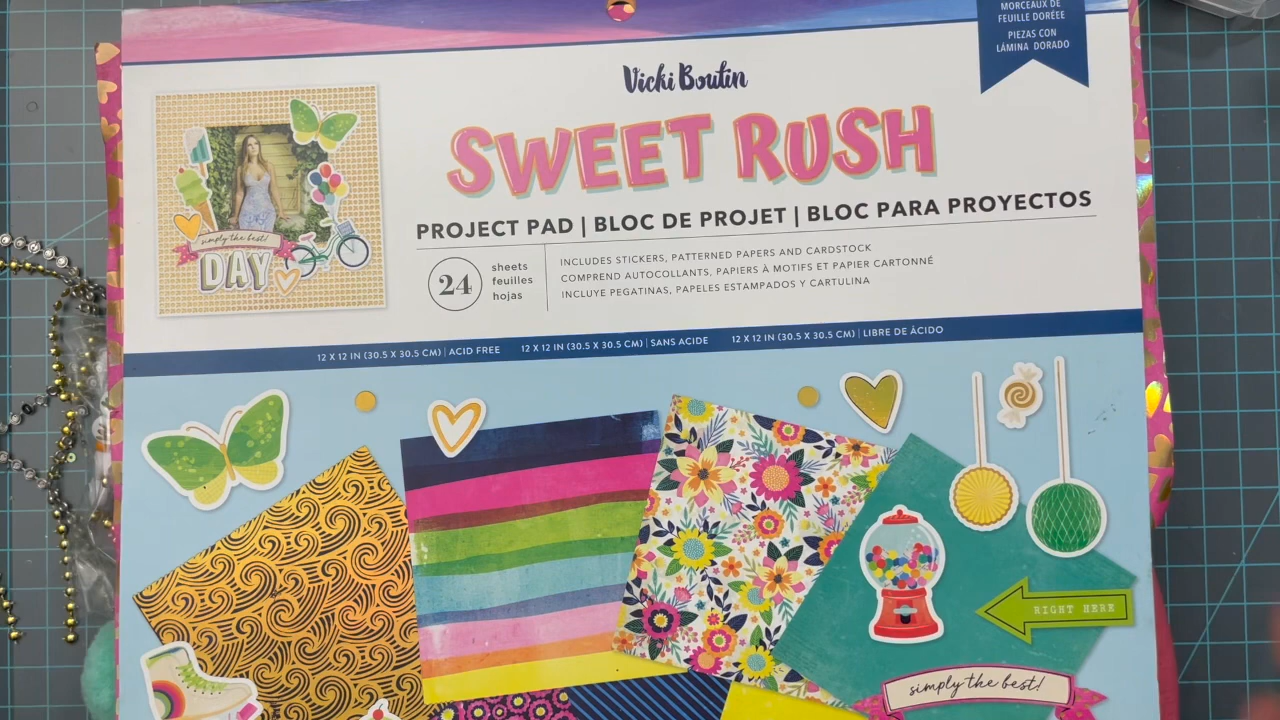 MORCEAUX DE
FEUILLE DORÉE
PIEZAS CON
LÁMINA DORADO
Vicki Boutin
SWEET RUSH
PROJECT PAD | BLOC DE PROJET | BLOC PARA PROYECTOS
24
sheets
feuilles
hojas
INCLUDES STICKERS, PATTERNED PAPERS AND CARDSTOCK
COMPREND AUTOCOLLANTS, PAPIERS À MOTIFS ET PAPIER CARTONNÉ
INCLUYE PEGATINAS, PAPELES ESTAMPADOS Y CARTULINA
simply the best!
DAY
12 X 12 IN (30.5 X 30.5 CM) | ACID FREE 12 X 12 IN (30.5 X 30.5 CM) | SANS ACIDE 12 X 12 IN (30.5 X 30.5 CM) | LIBRE DE ÁCIDO
RIGHT HERE
simply the best!